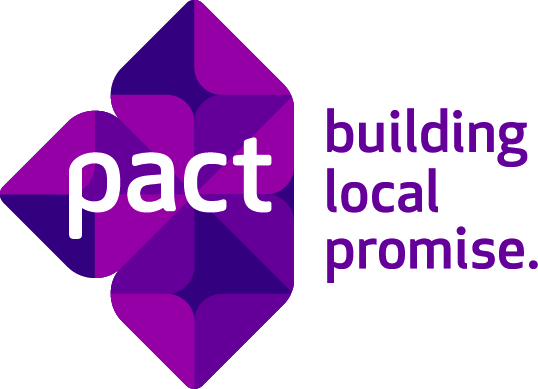 pact
building
local
promise.